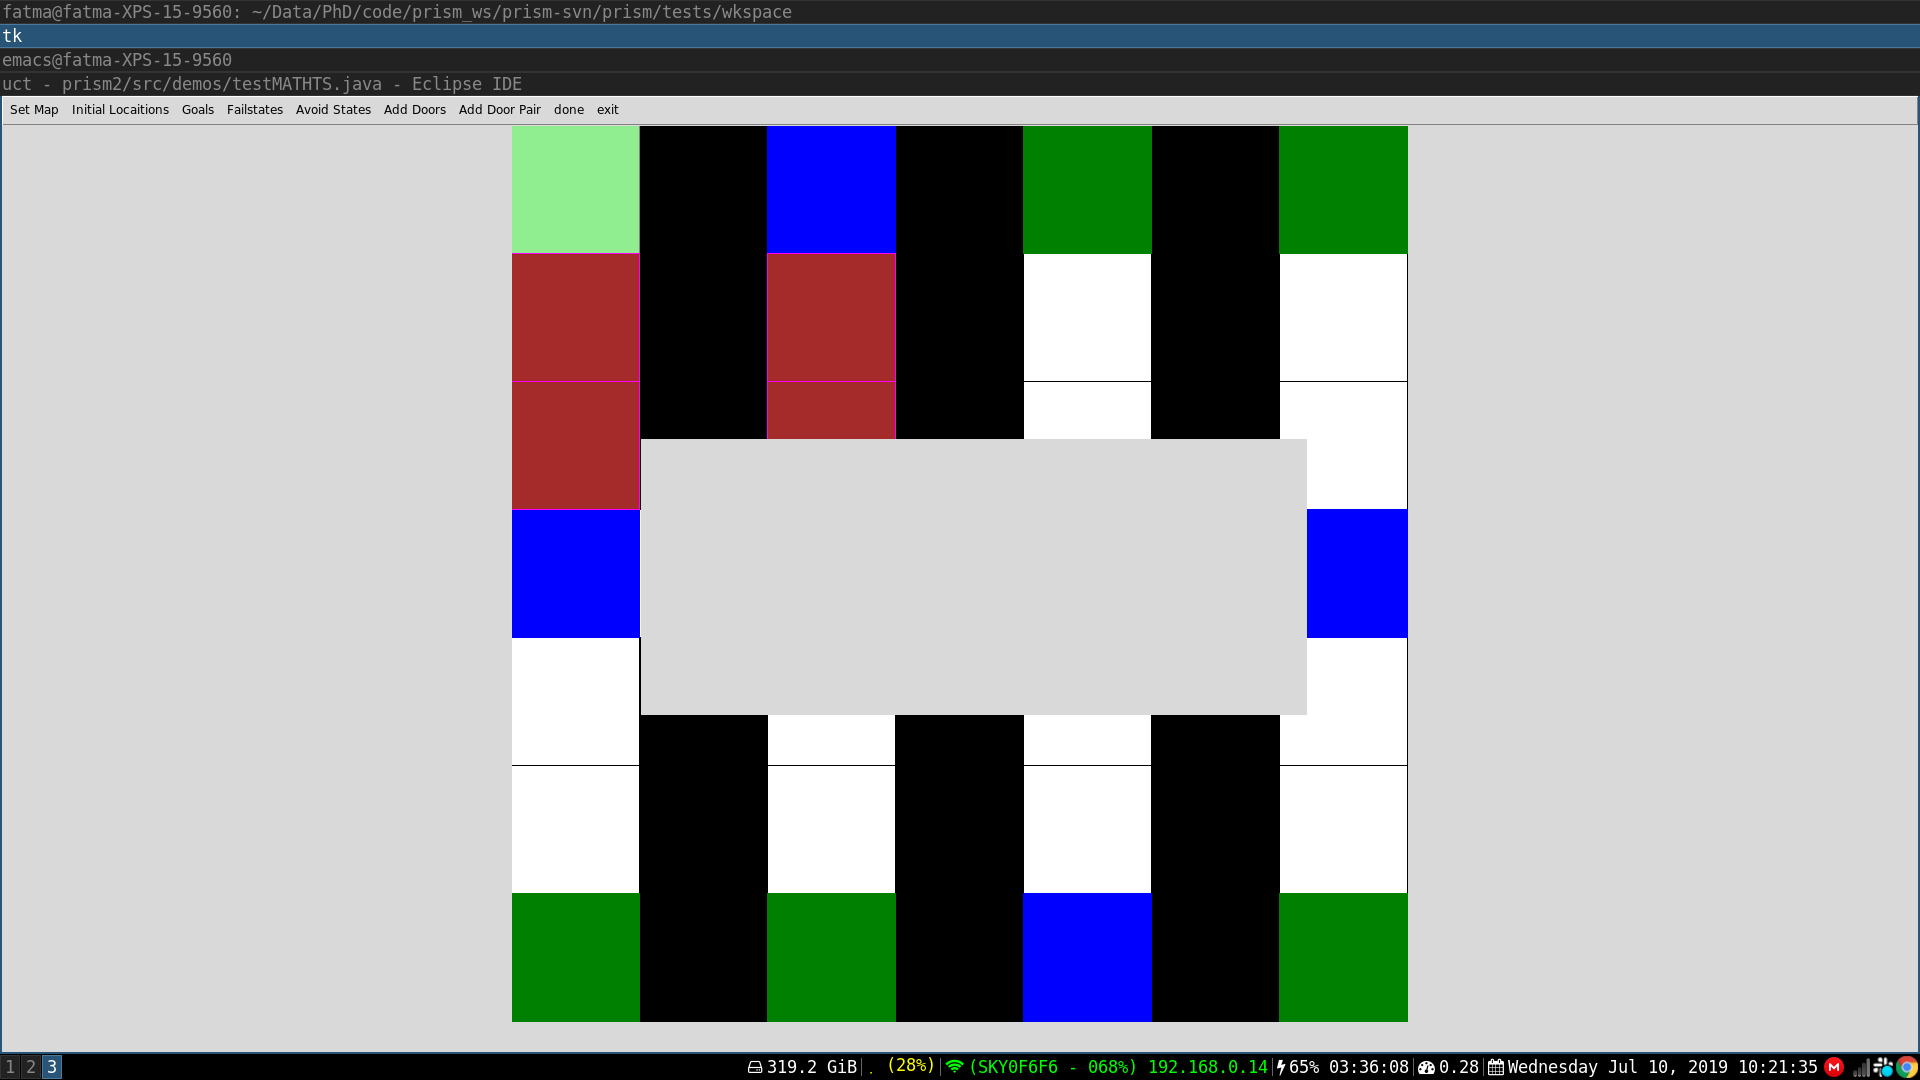 fatma@fatma-XPS-15-9560: ~/Data/PhD/code/prism_ws/prism-svn/prism/tests/wkspace
tk
emacs@fatma-XPS-15-9560
uct - prism2/src/demos/testMATHTS.java - Eclipse IDE
Set Map Initial Locaitions Goals Failstates Avoid States Add Doors Add Door Pair done exit
1 2 3 319.2 GiB . (28%) (SKY0F6F6 - 068%) 192.168.0.14 65% 03:36:08 0.28 Wednesday Jul 10, 2019 10:21:35